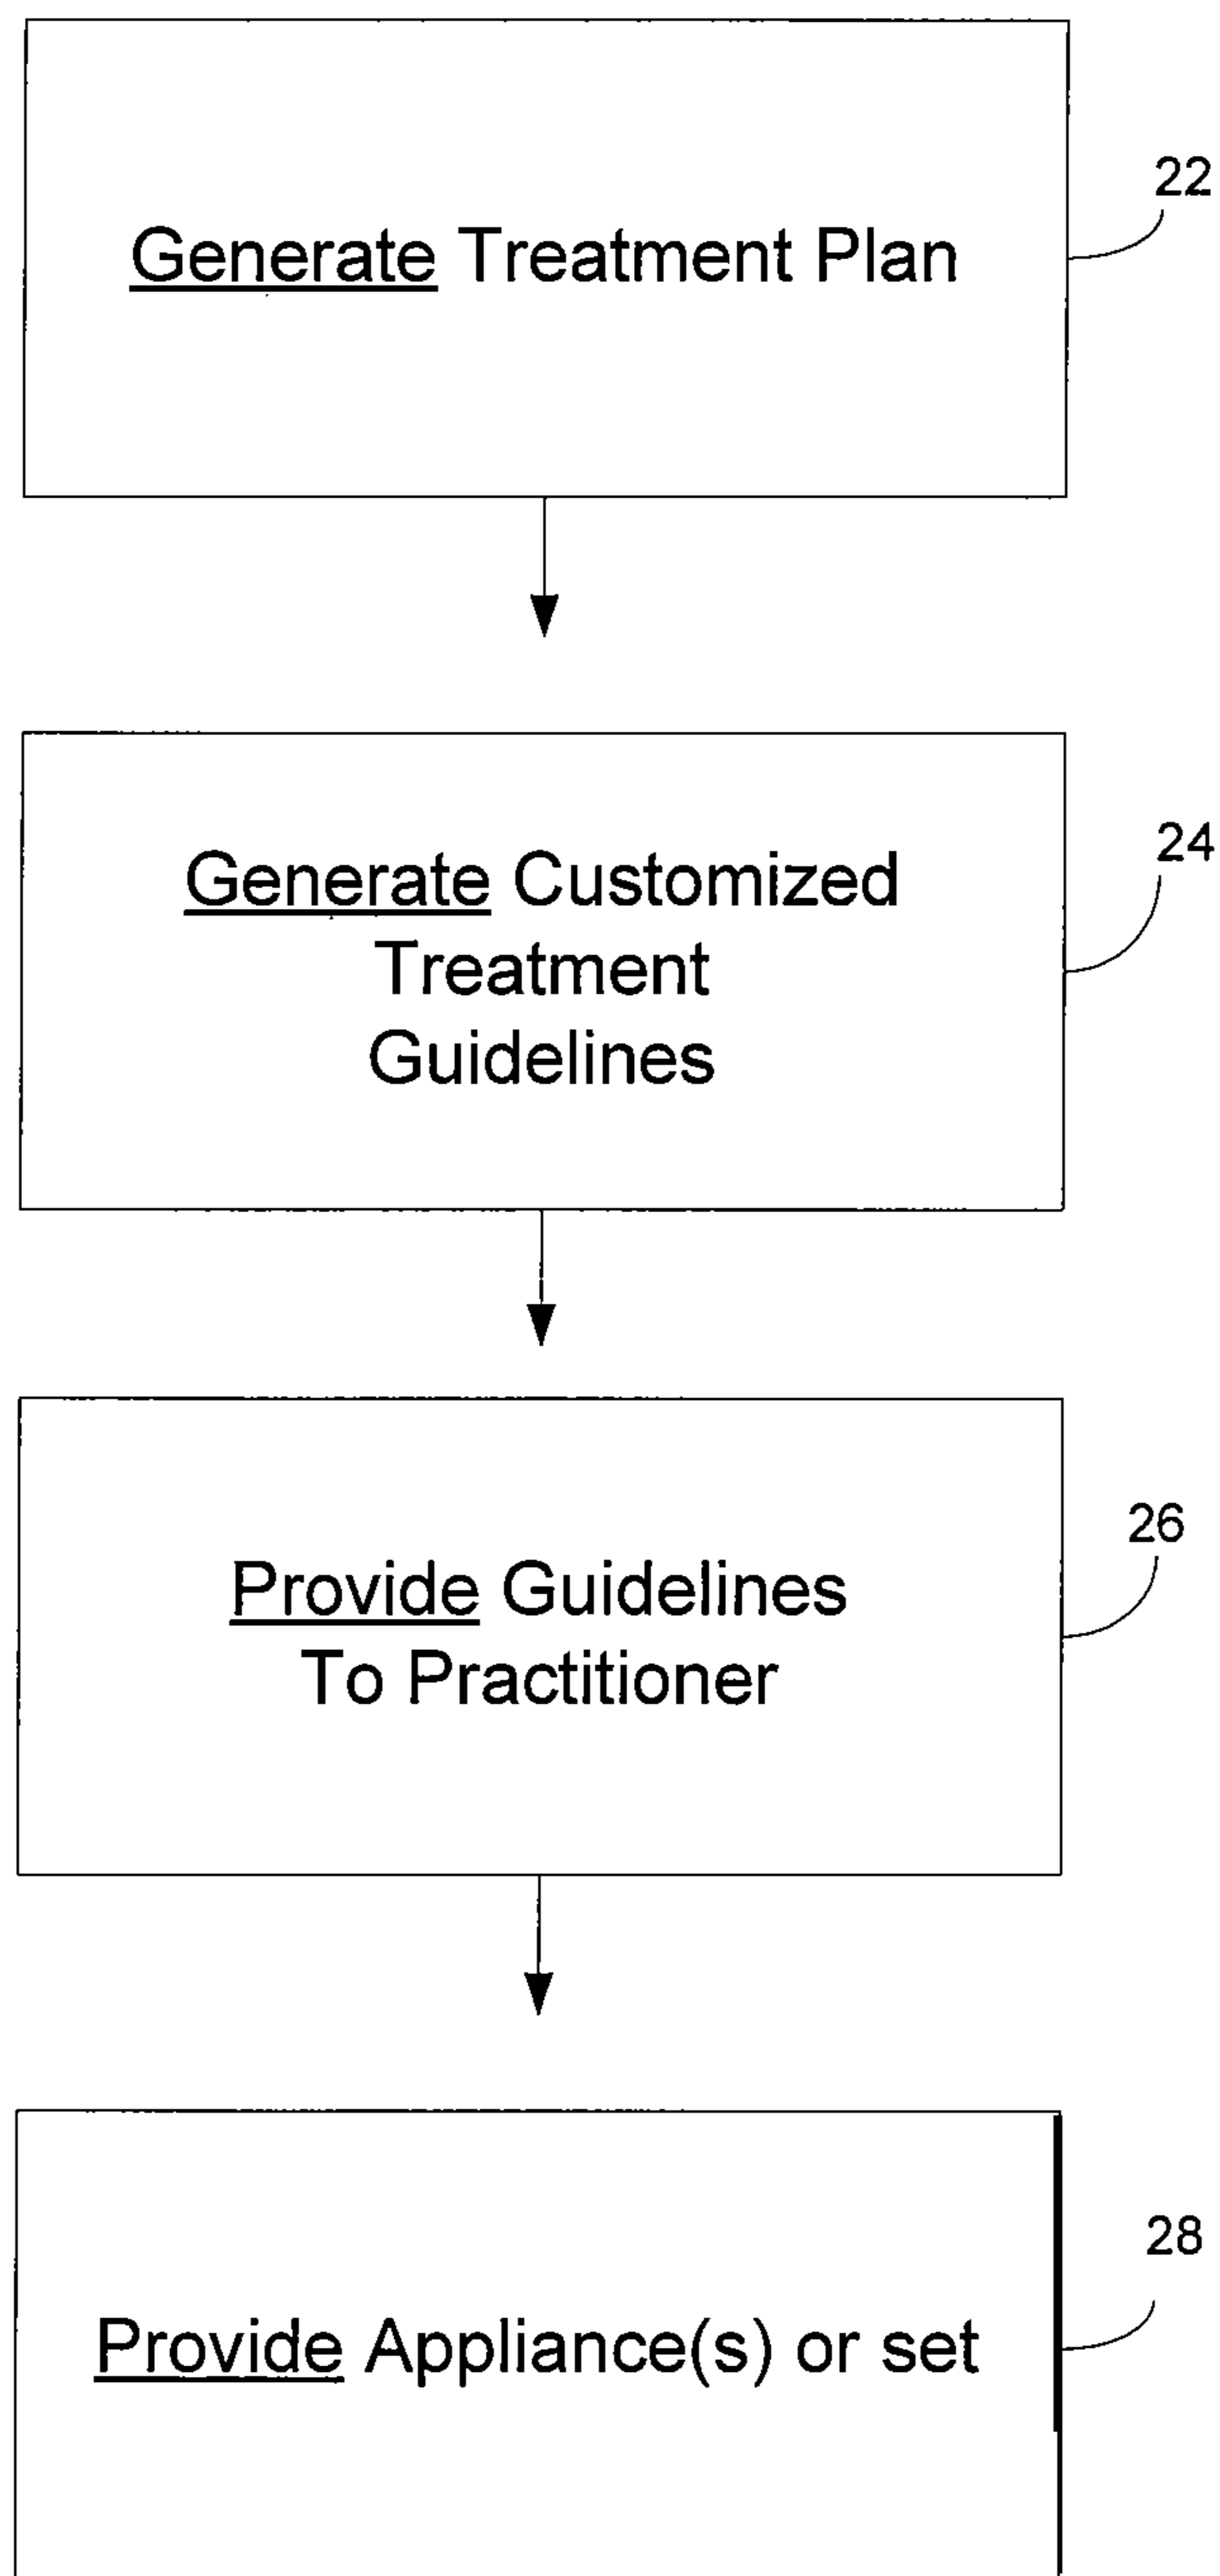 Generate Treatment Plan
22
Generate Customized
Treatment
Guidelines
24
Provide Guidelines
To Practitioner
26
Provide Appliance(s) or set
28